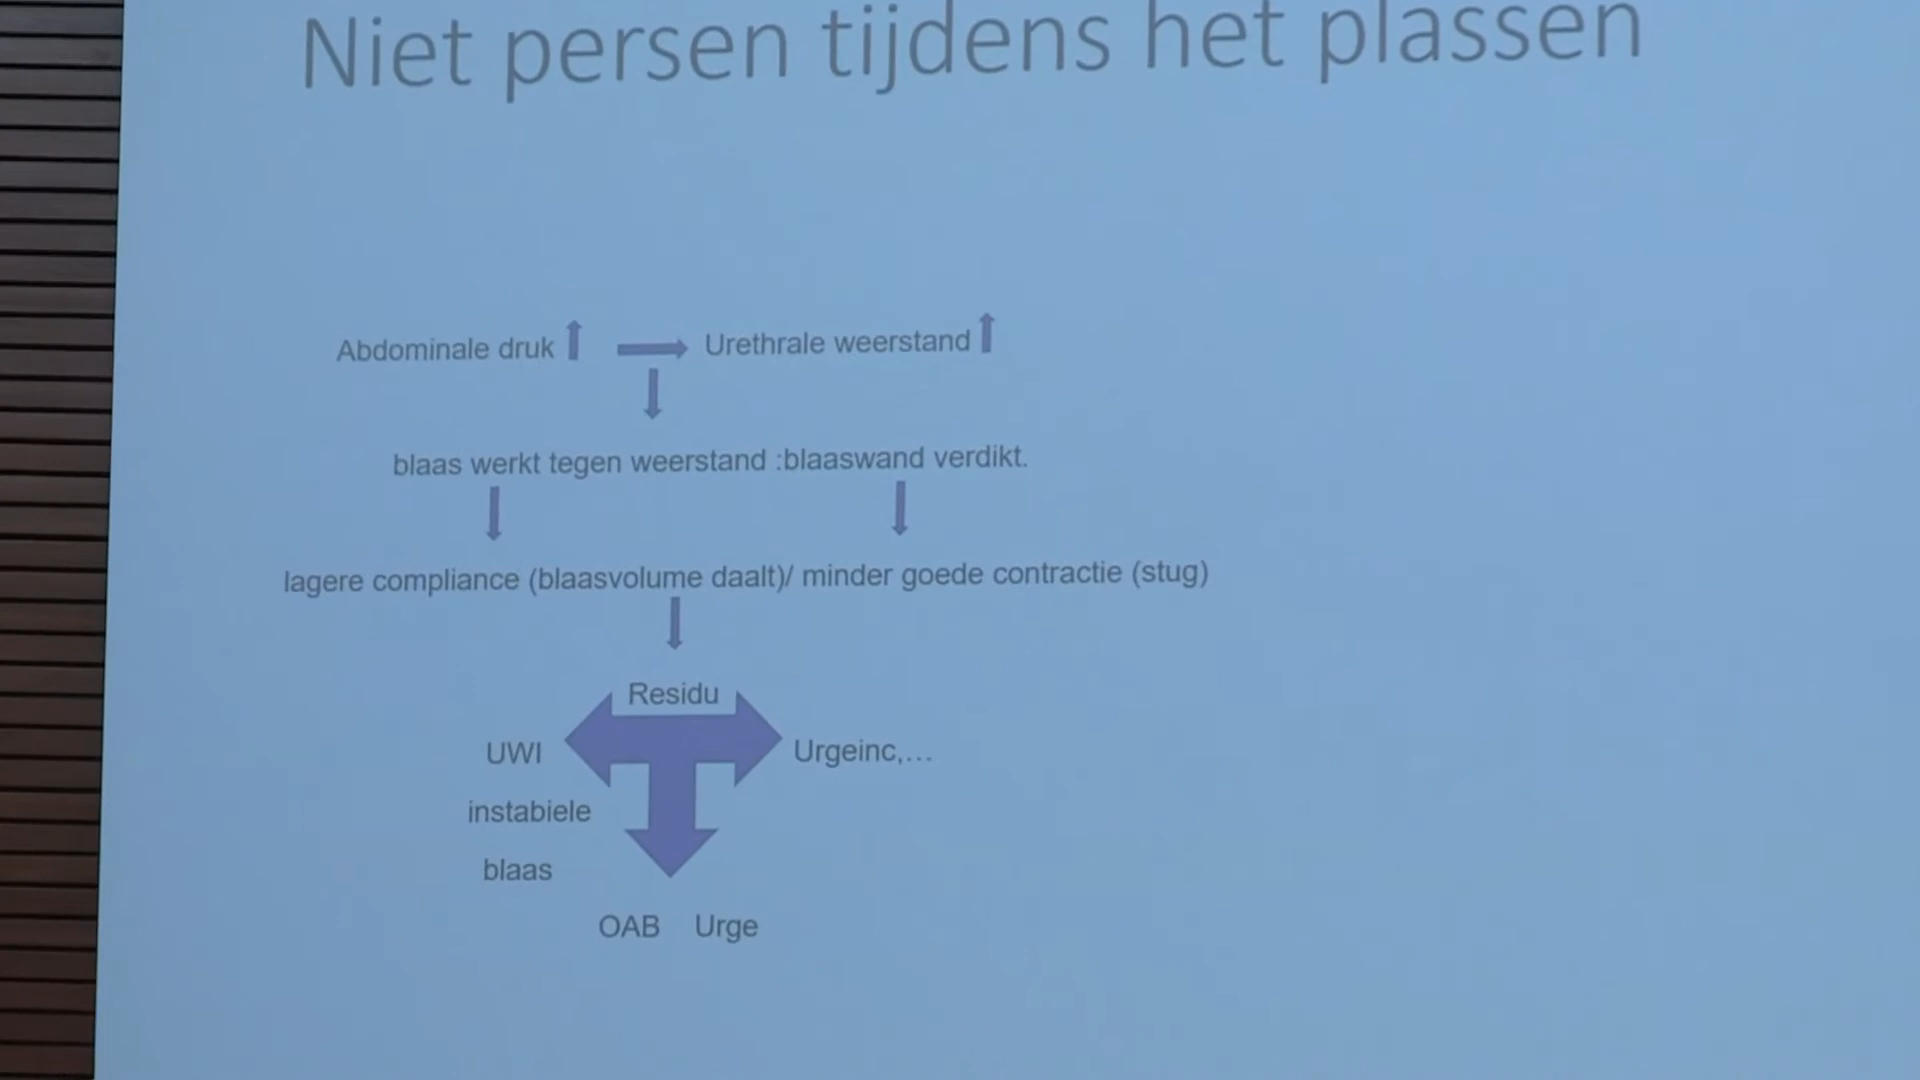 Niet persen tijdens het plassen
Abdominale druk
Urethrale weerstand
blaas werkt tegen weerstand :blaaswand verdikt.
lagere compliance (blaasvolume daalt)/ minder goede contractie (stug)
Residu
UWI
Urgeinc,...
instabiele
blaas
OAB Urge